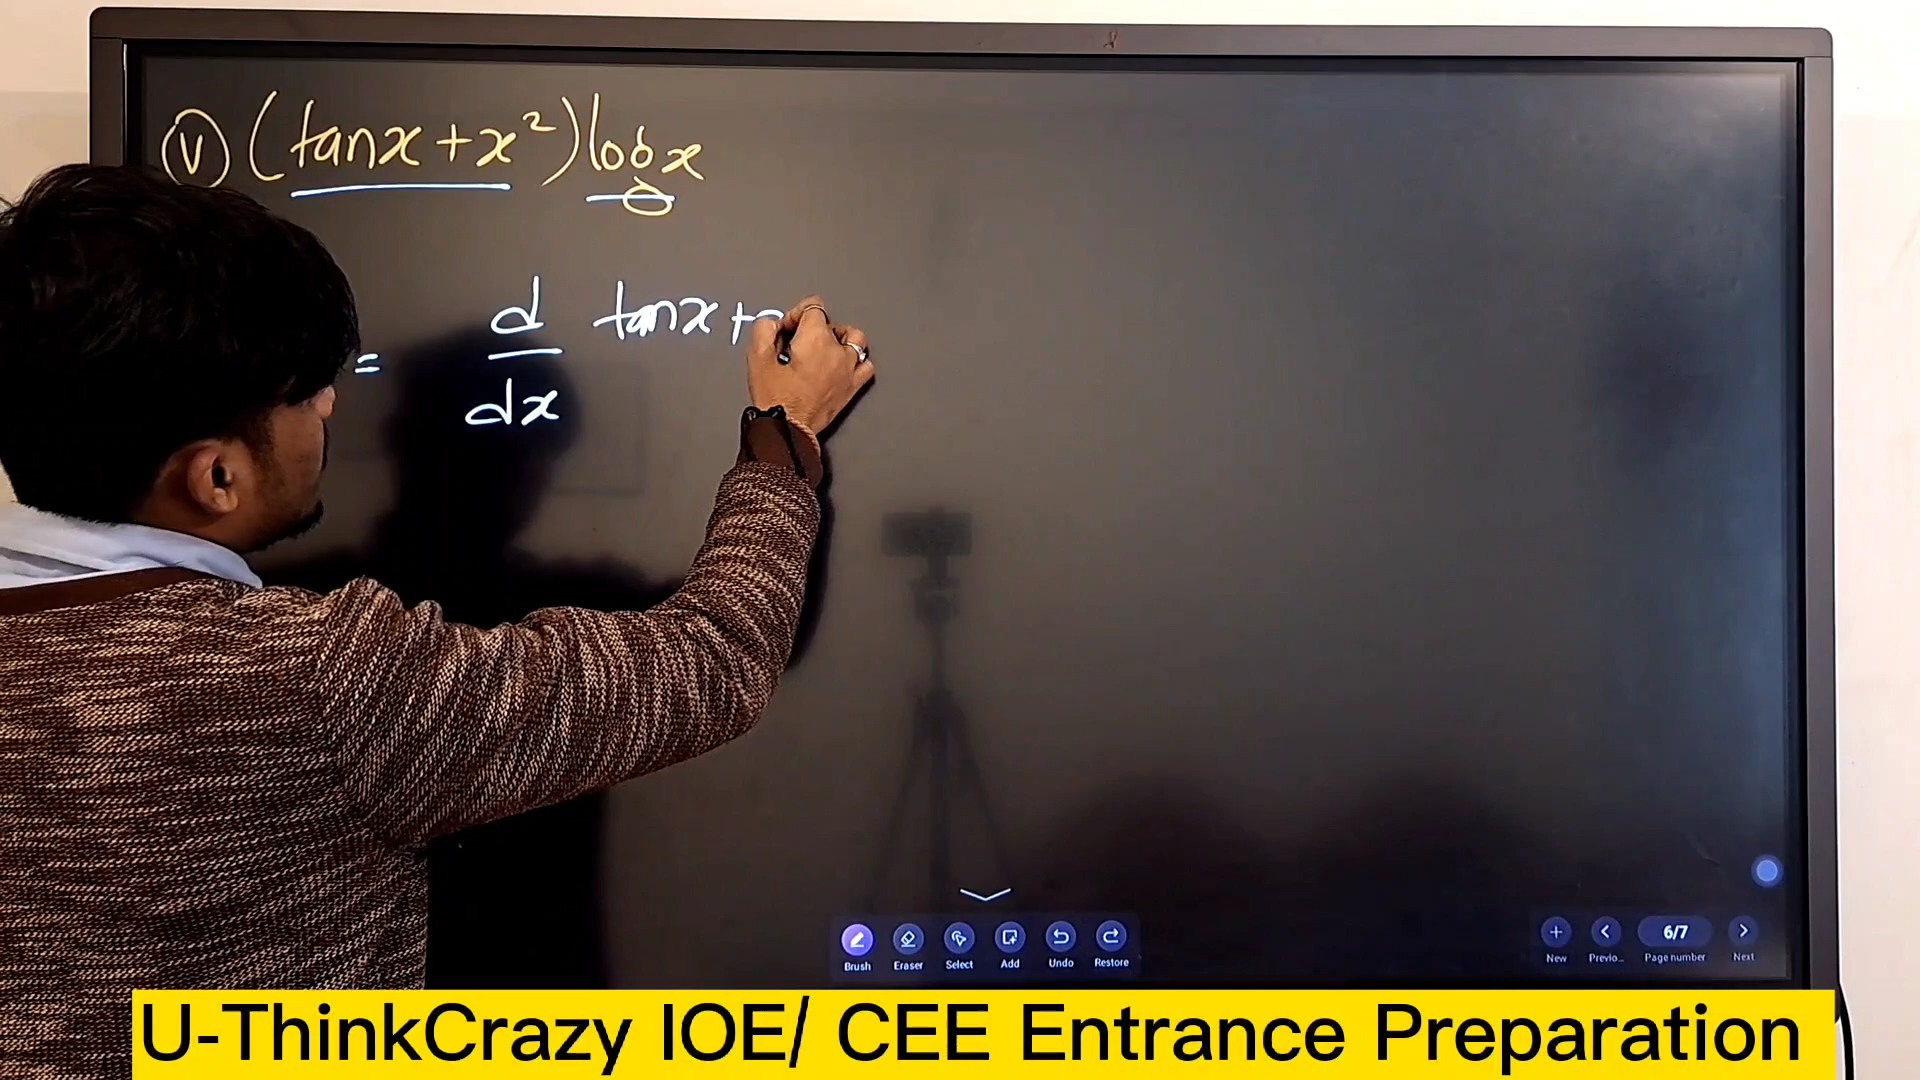 (v) (tanx + x²) logx
= d/dx tanx +
Brush Eraser Select Add Undo Restore
New Previo... 6/7 Page number Next
U-ThinkCrazy IOE/ CEE Entrance Preparation